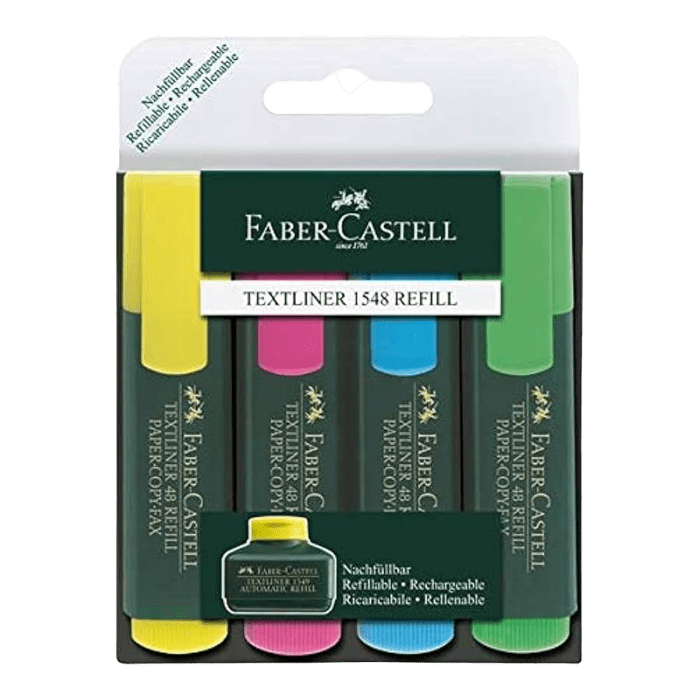 Nachfüllbar
Refillable • Rechargeable
Ricaricabile • Rellenable
FABER-CASTELL
since 1761
TEXTLINER 1548 REFILL
FABER-CASTELL
TEXTLINER 48 REFILL
PAPER-COPY-FAX
FABER-CASTELL
TEXTLINER 48 REFILL
PAPER-COPY-FAX
FABER-CASTELL
TEXTLINER 48 REFILL
PAPER-COPY-FAX
FABER-CASTELL
TEXTLINER 48 REFILL
PAPER-COPY-FAX
FABER-CASTELL
TEXTLINER 1549
AUTOMATIC REFILL
Nachfüllbar
Refillable • Rechargeable
Ricaricabile • Rellenable